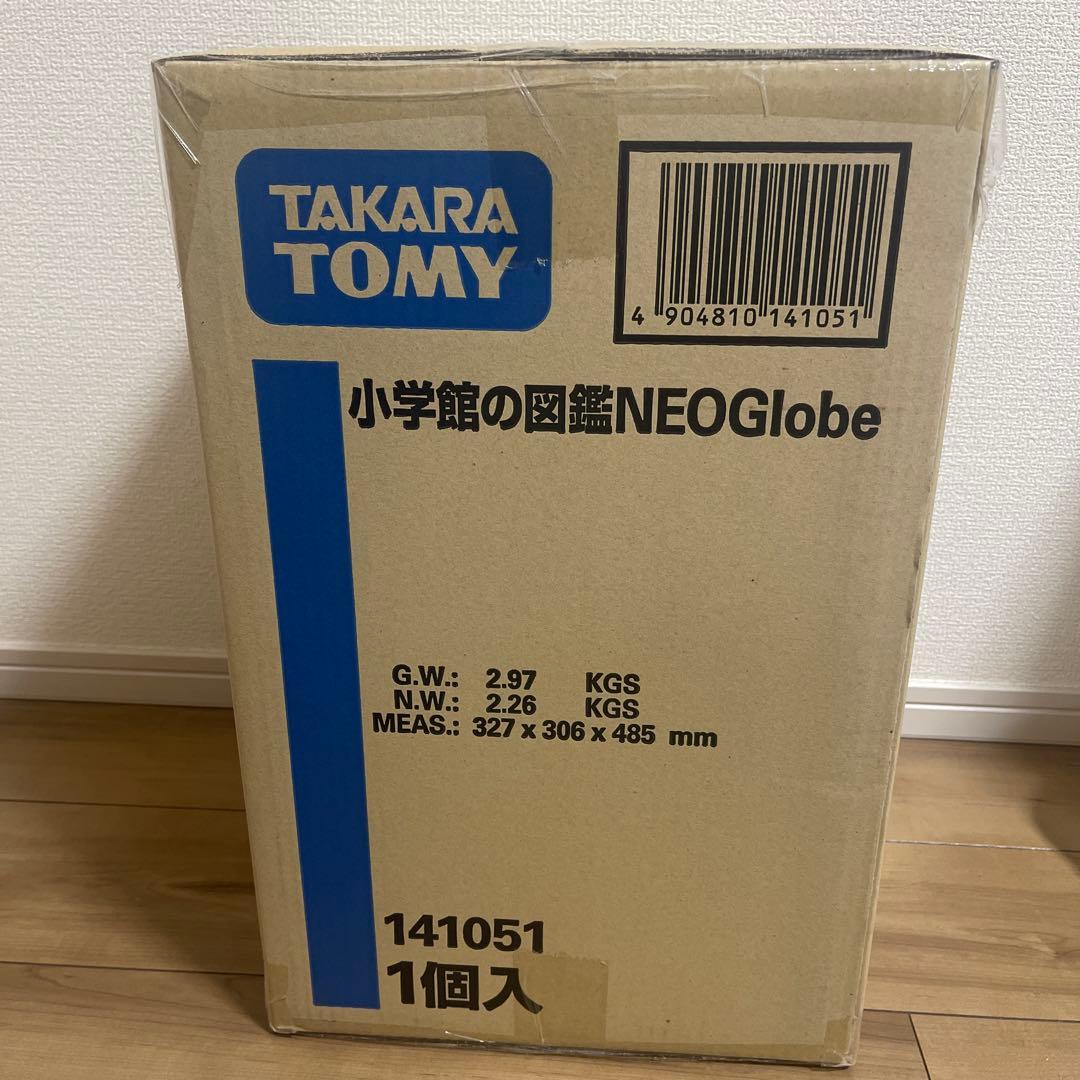 TAKARA
TOMY
4 904810 141051
小学館の図鑑NEOGlobe
G.W.: 2.97 KGS
N.W.: 2.26 KGS
MEAS.: 327 x 306 x 485 mm
141051
1個入